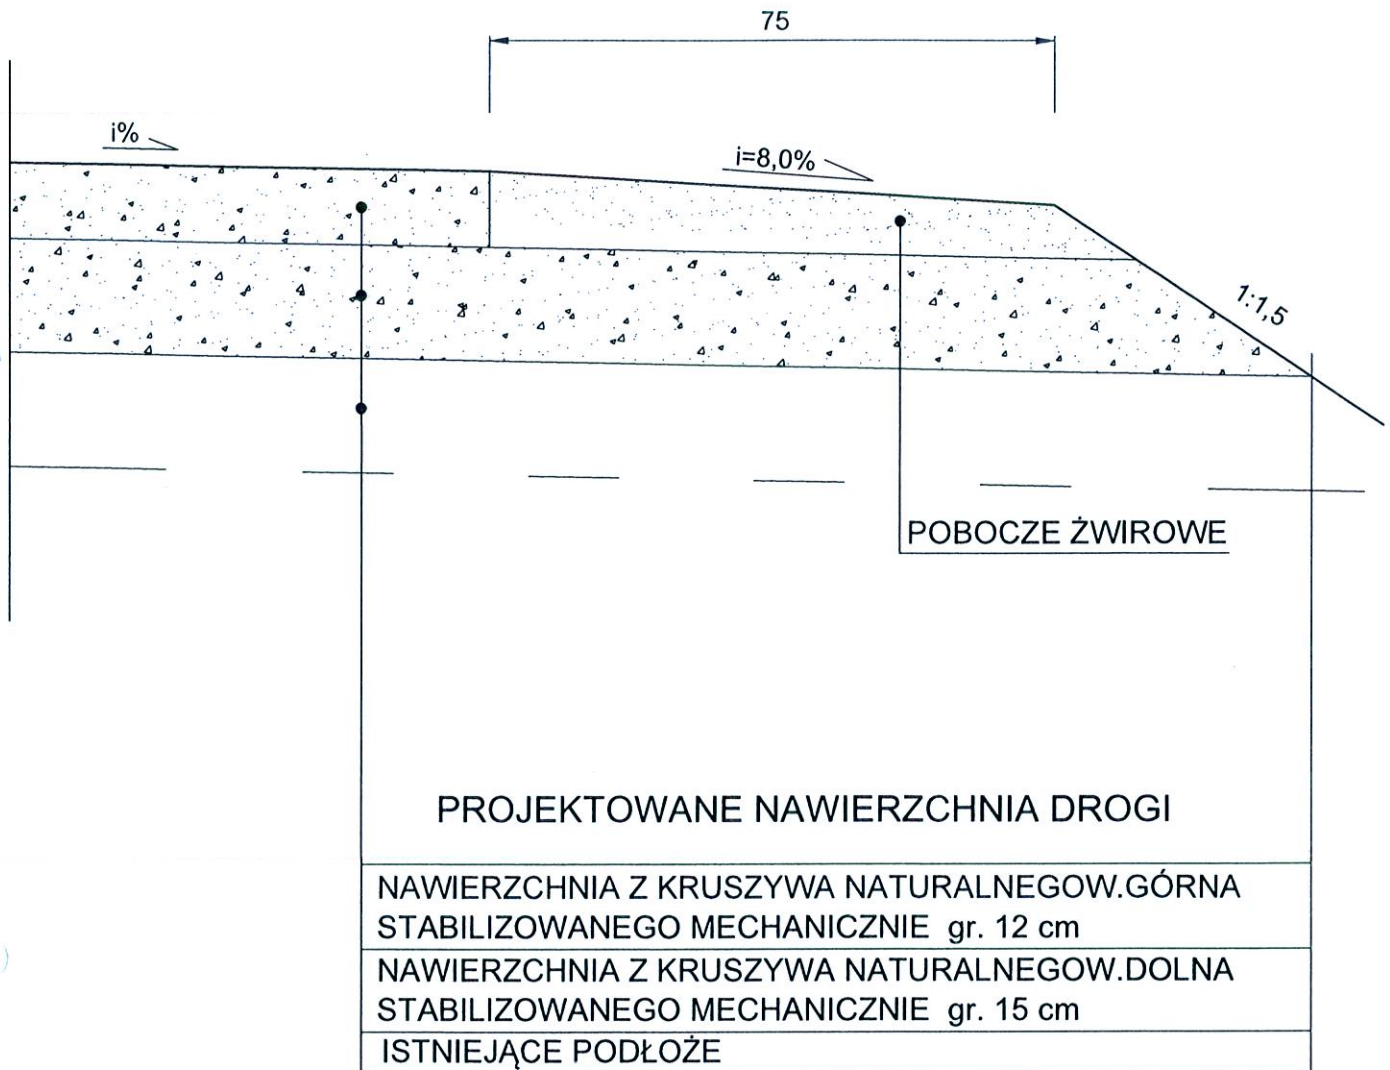 75
i%
i=8,0%
1:1,5
POBOCZE ŻWIROWE
PROJEKTOWANE NAWIERZCHNIA DROGI
NAWIERZCHNIA Z KRUSZYWA NATURALNEGOW.GÓRNA
STABILIZOWANEGO MECHANICZNIE gr. 12 cm
NAWIERZCHNIA Z KRUSZYWA NATURALNEGOW.DOLNA
STABILIZOWANEGO MECHANICZNIE gr. 15 cm
ISTNIEJĄCE PODŁOŻE